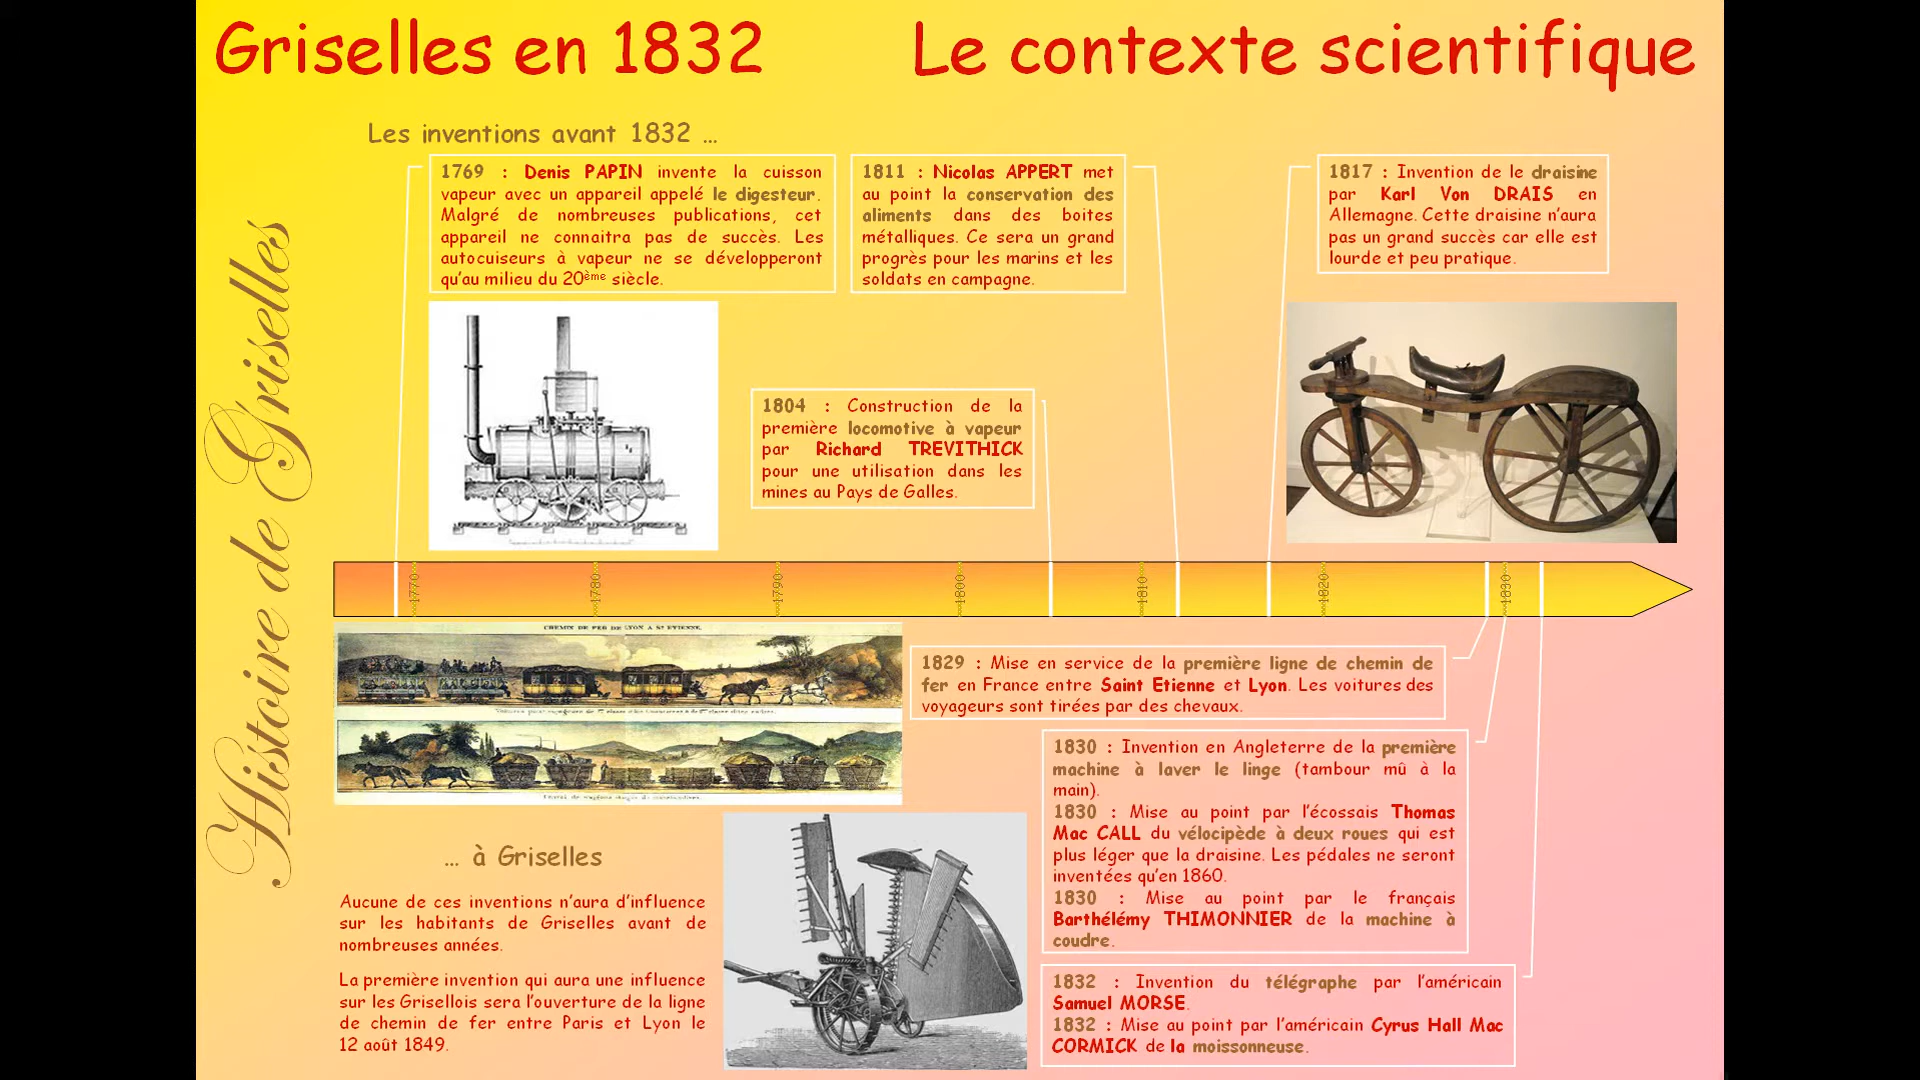 Griselles en 1832
Le contexte scientifique
Histoire de Griselles
Les inventions avant 1832 ...
1769 : Denis PAPIN invente la cuisson
vapeur avec un appareil appelé le digesteur.
Malgré de nombreuses publications, cet
appareil ne connaitra pas de succès. Les
autocuiseurs à vapeur ne se développeront
qu'au milieu du 20ème siècle.
1811 : Nicolas APPERT met
au point la conservation des
aliments dans des boites
métalliques. Ce sera un grand
progrès pour les marins et les
soldats en campagne.
1817 : Invention de le draisine
par Karl Von DRAIS en
Allemagne. Cette draisine n'aura
pas un grand succès car elle est
lourde et peu pratique.
1804 : Construction de la
première locomotive à vapeur
par Richard TREVITHICK
pour une utilisation dans les
mines au Pays de Galles.
1770
1780
1790
1800
1810
1820
1830
CHEMIN DE FER DE LYON A St ETIENNE.
1829 : Mise en service de la première ligne de chemin de
fer en France entre Saint Etienne et Lyon. Les voitures des
voyageurs sont tirées par des chevaux.
1830 : Invention en Angleterre de la première
machine à laver le linge (tambour mû à la
main).
1830 : Mise au point par l'écossais Thomas
Mac CALL du vélocipède à deux roues qui est
plus léger que la draisine. Les pédales ne seront
inventées qu'en 1860.
1830 : Mise au point par le français
Barthélémy THIMONNIER de la machine à
coudre.
1832 : Invention du télégraphe par l'américain
Samuel MORSE.
1832 : Mise au point par l'américain Cyrus Hall Mac
CORMICK de la moissonneuse.
... à Griselles
Aucune de ces inventions n'aura d'influence
sur les habitants de Griselles avant de
nombreuses années.
La première invention qui aura une influence
sur les Grisellois sera l'ouverture de la ligne
de chemin de fer entre Paris et Lyon le
12 août 1849.